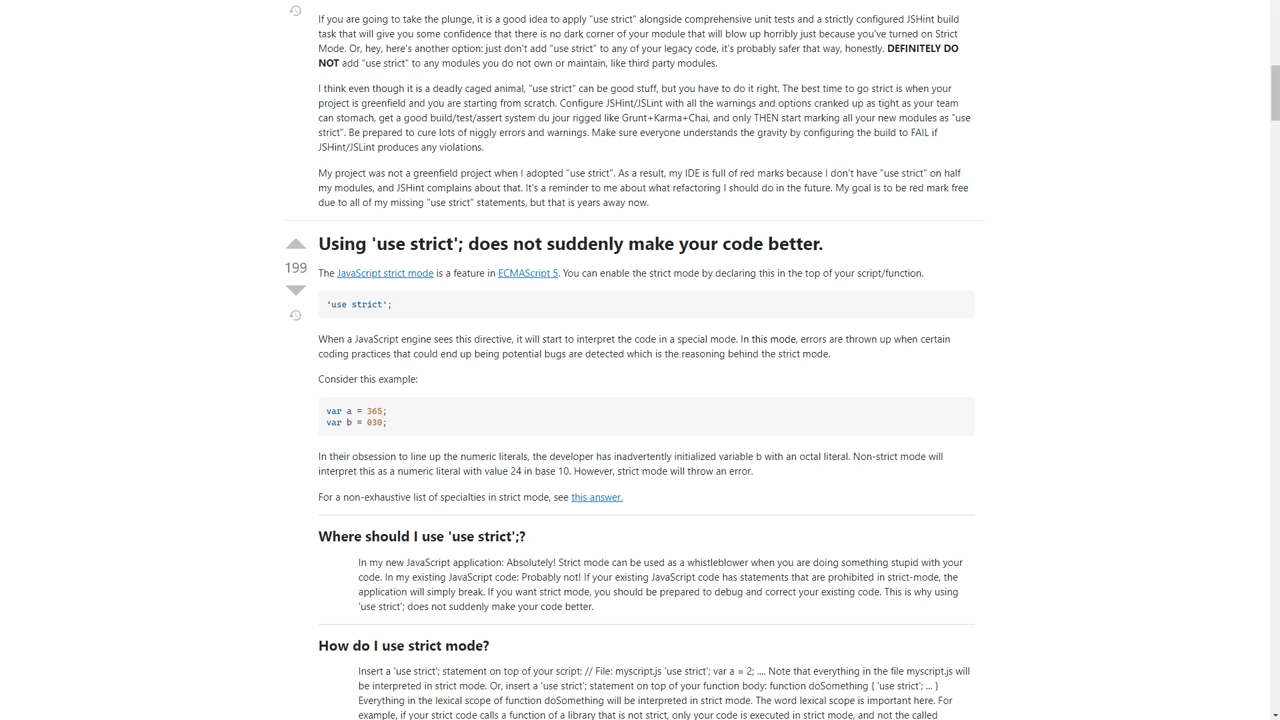 If you are going to take the plunge, it is a good idea to apply "use strict" alongside comprehensive unit tests and a strictly configured JSHint build
task that will give you some confidence that there is no dark corner of your module that will blow up horribly just because you've turned on Strict
Mode. Or, hey, here's another option: just don't add "use strict" to any of your legacy code, it's probably safer that way, honestly. DEFINITELY DO
NOT add "use strict" to any modules you do not own or maintain, like third party modules.
I think even though it is a deadly caged animal, "use strict" can be good stuff, but you have to do it right. The best time to go strict is when your
project is greenfield and you are starting from scratch. Configure JSHint/JSLint with all the warnings and options cranked up as tight as your team
can stomach, get a good build/test/assert system du jour rigged like Grunt+Karma+Chai, and only THEN start marking all your new modules as "use
strict". Be prepared to cure lots of niggly errors and warnings. Make sure everyone understands the gravity by configuring the build to FAIL if
JSHint/JSLint produces any violations.
My project was not a greenfield project when I adopted "use strict". As a result, my IDE is full of red marks because I don't have "use strict" on half
my modules, and JSHint complains about that. It's a reminder to me about what refactoring I should do in the future. My goal is to be red mark free
due to all of my missing "use strict" statements, but that is years away now.
Using 'use strict'; does not suddenly make your code better.
199
The JavaScript strict mode is a feature in ECMAScript 5. You can enable the strict mode by declaring this in the top of your script/function.
'use strict';
When a JavaScript engine sees this directive, it will start to interpret the code in a special mode. In this mode, errors are thrown up when certain
coding practices that could end up being potential bugs are detected which is the reasoning behind the strict mode.
Consider this example:
var a = 365;
var b = 030;
In their obsession to line up the numeric literals, the developer has inadvertently initialized variable b with an octal literal. Non-strict mode will
interpret this as a numeric literal with value 24 in base 10. However, strict mode will throw an error.
For a non-exhaustive list of specialties in strict mode, see this answer.
Where should I use 'use strict';?
In my new JavaScript application: Absolutely! Strict mode can be used as a whistleblower when you are doing something stupid with your
code. In my existing JavaScript code: Probably not! If your existing JavaScript code has statements that are prohibited in strict-mode, the
application will simply break. If you want strict mode, you should be prepared to debug and correct your existing code. This is why using
'use strict'; does not suddenly make your code better.
How do I use strict mode?
Insert a 'use strict'; statement on top of your script: // File: myscript.js 'use strict'; var a = 2; .... Note that everything in the file myscript.js will
be interpreted in strict mode. Or, insert a 'use strict'; statement on top of your function body: function doSomething { 'use strict'; ... }
Everything in the lexical scope of function doSomething will be interpreted in strict mode. The word lexical scope is important here. For
example, if your strict code calls a function of a library that is not strict, only your code is executed in strict mode, and not the called